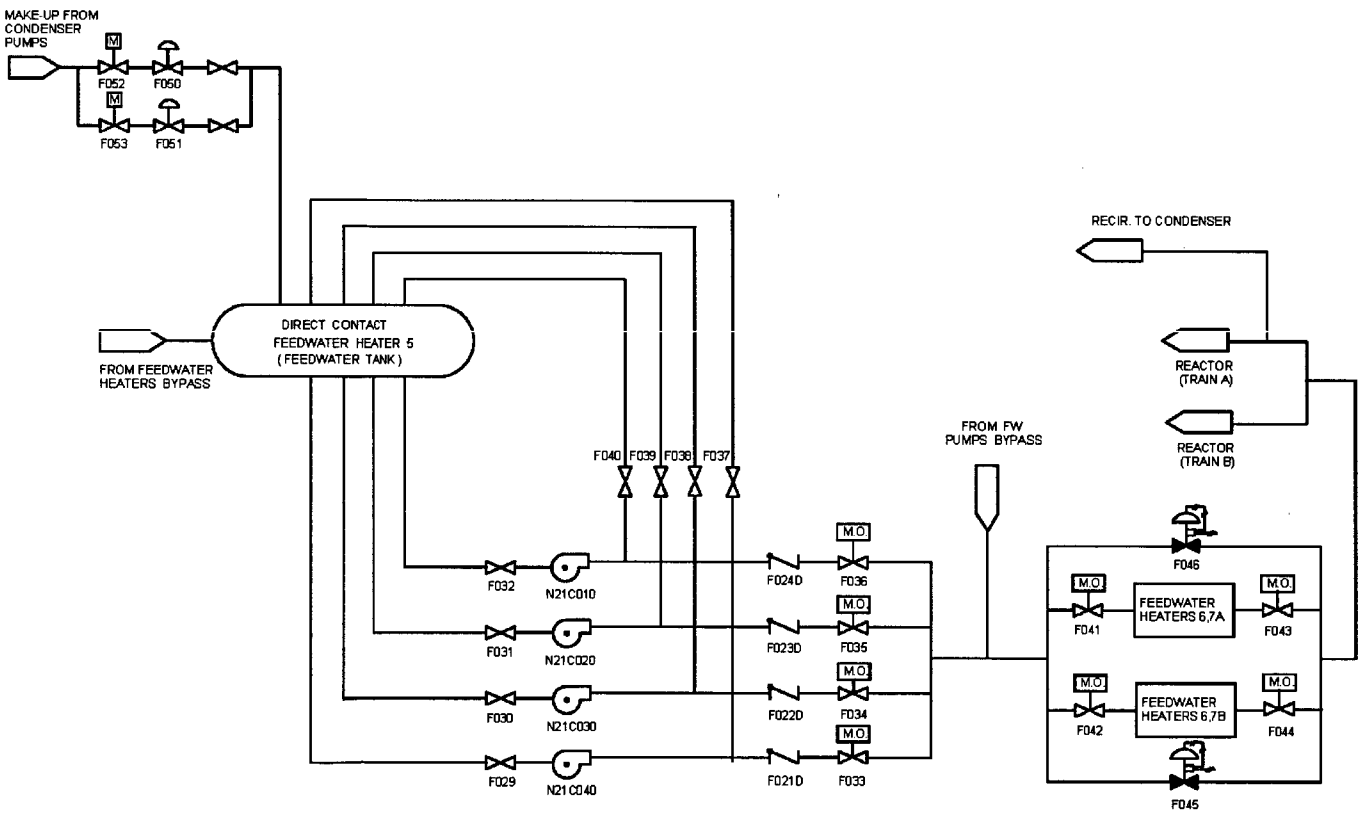 MAKE-UP FROM
CONDENSER
PUMPS
M
F052
F050
M
F053
F051
RECIR. TO CONDENSER
DIRECT CONTACT
FEEDWATER HEATER 5
(FEEDWATER TANK)
FROM FEEDWATER
HEATERS BYPASS
REACTOR
(TRAIN A)
REACTOR
(TRAIN B)
FROM FW
PUMPS BYPASS
F040
F039
F038
F037
M.O.
F032
N21C010
F024D
F036
F046
M.O.
F031
N21C020
F023D
F035
M.O.
F041
FEEDWATER
HEATERS 6,7A
M.O.
F043
M.O.
F030
N21C030
F022D
F034
M.O.
F042
FEEDWATER
HEATERS 6,7B
M.O.
F044
M.O.
F029
N21C040
F021D
F033
F045